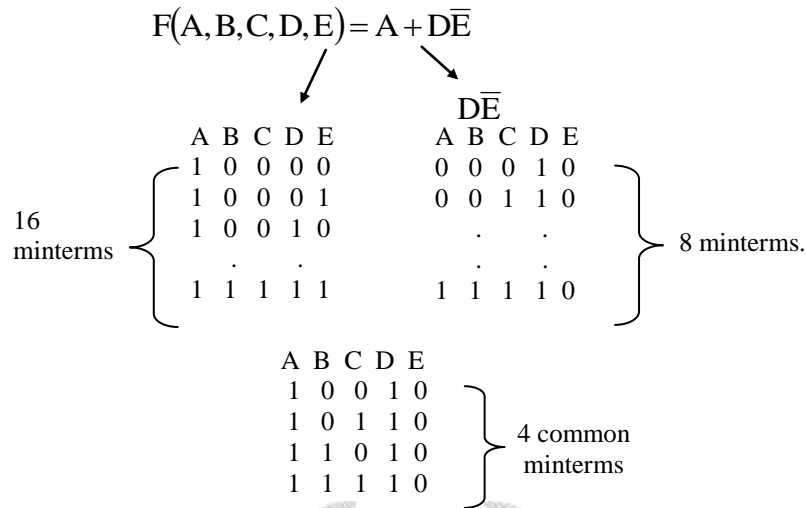 F(A, B, C, D, E) = A + DE̅
DE̅
A B C D E
1 0 0 0 0
1 0 0 0 1
1 0 0 1 0
. .
. .
1 1 1 1 1
16
minterms
A B C D E
0 0 0 1 0
0 0 1 1 0
. .
. .
1 1 1 1 0
8 minterms.
A B C D E
1 0 0 1 0
1 0 1 1 0
1 1 0 1 0
1 1 1 1 0
4 common
minterms